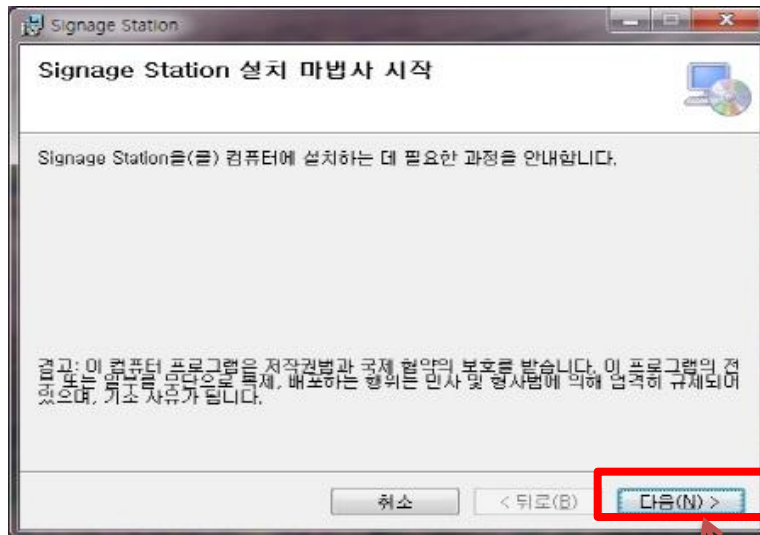 Signage Station
Signage Station 설치 마법사 시작
Signage Station을(를) 컴퓨터에 설치하는 데 필요한 과정을 안내합니다.
경고: 이 컴퓨터 프로그램은 저작권법과 국제 협약의 보호를 받습니다. 이 프로그램의 전
부 또는 일부를 무단으로 복제, 배포하는 행위는 민사 및 형사법에 의해 엄격히 규제되어
있으며, 기소 사유가 됩니다.
취소 < 뒤로(B) 다음(N) >